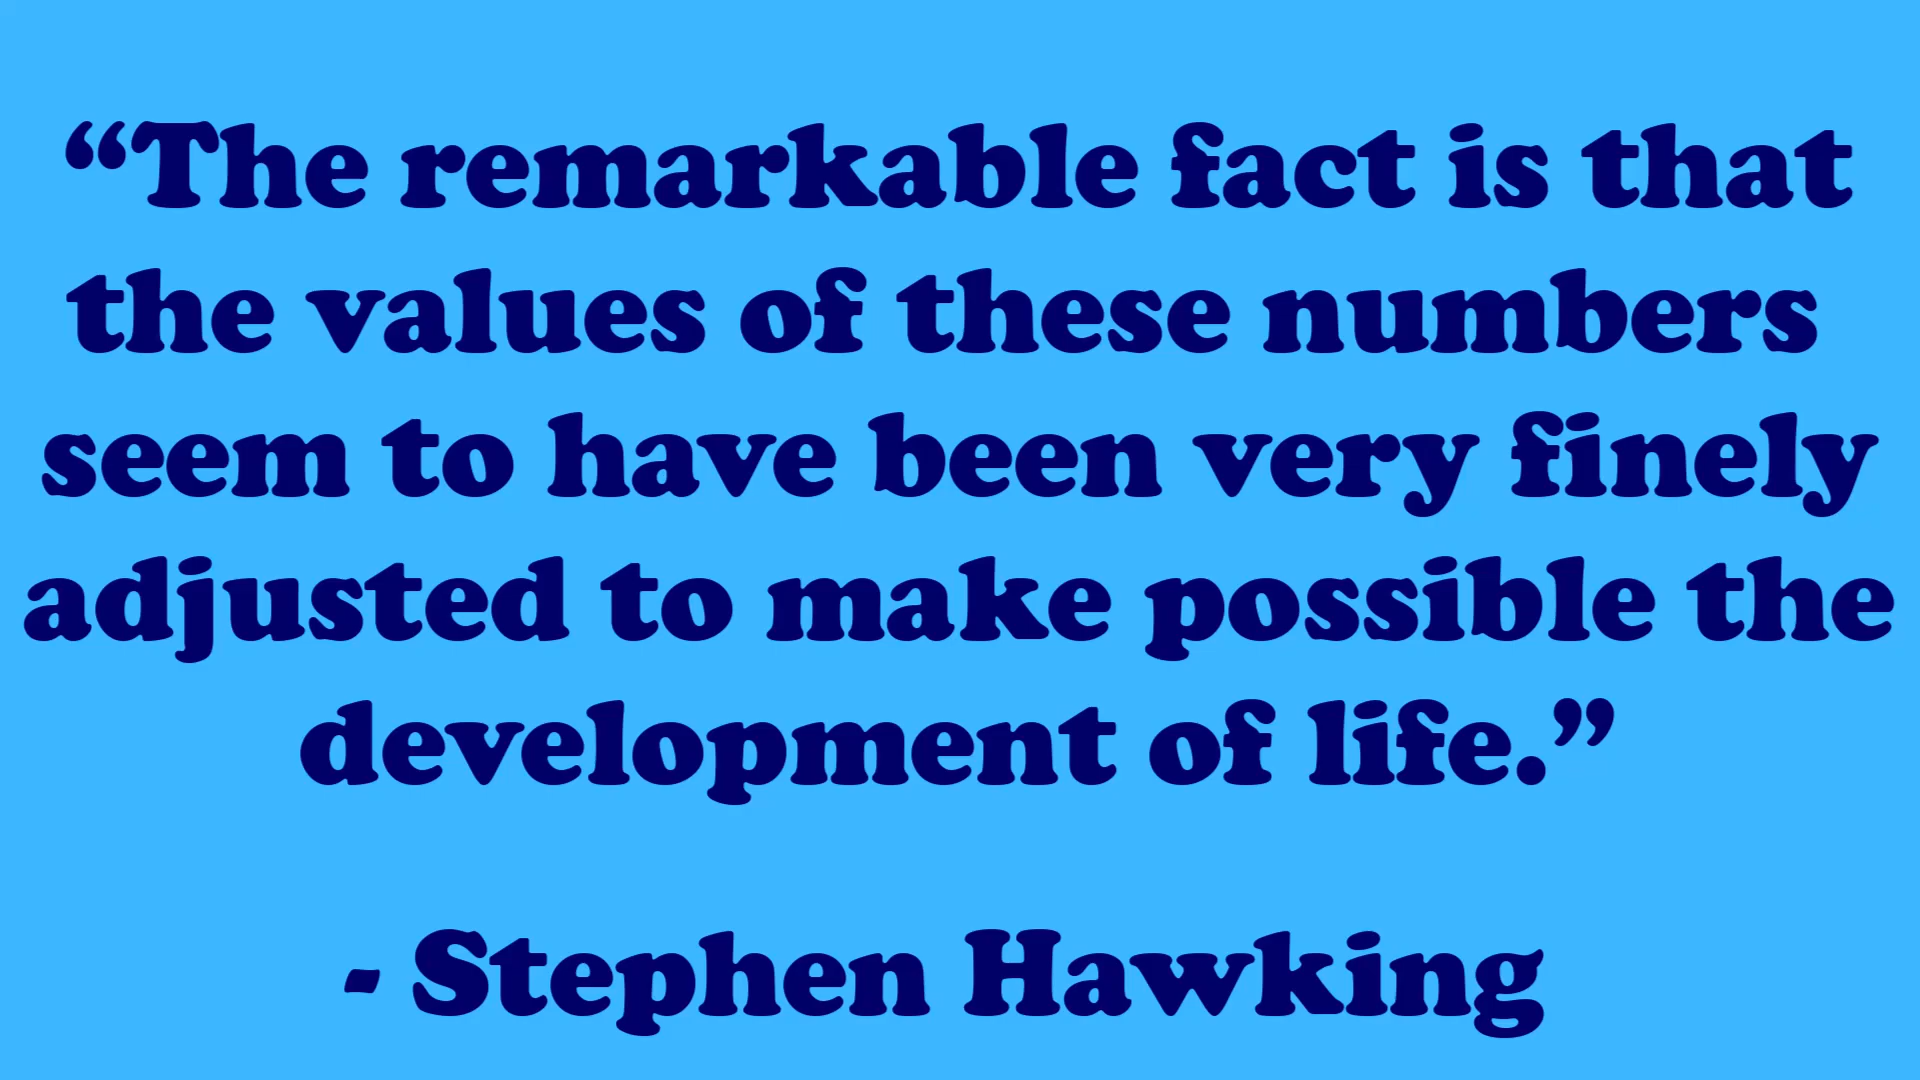 “The remarkable fact is that
the values of these numbers
seem to have been very finely
adjusted to make possible the
development of life.”
- Stephen Hawking